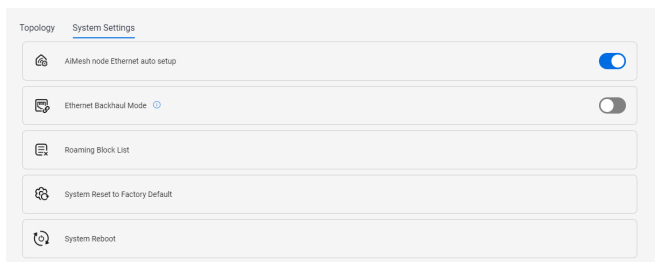 Topology System Settings
AiMesh node Ethernet auto setup
Ethernet Backhaul Mode
Roaming Block List
System Reset to Factory Default
System Reboot